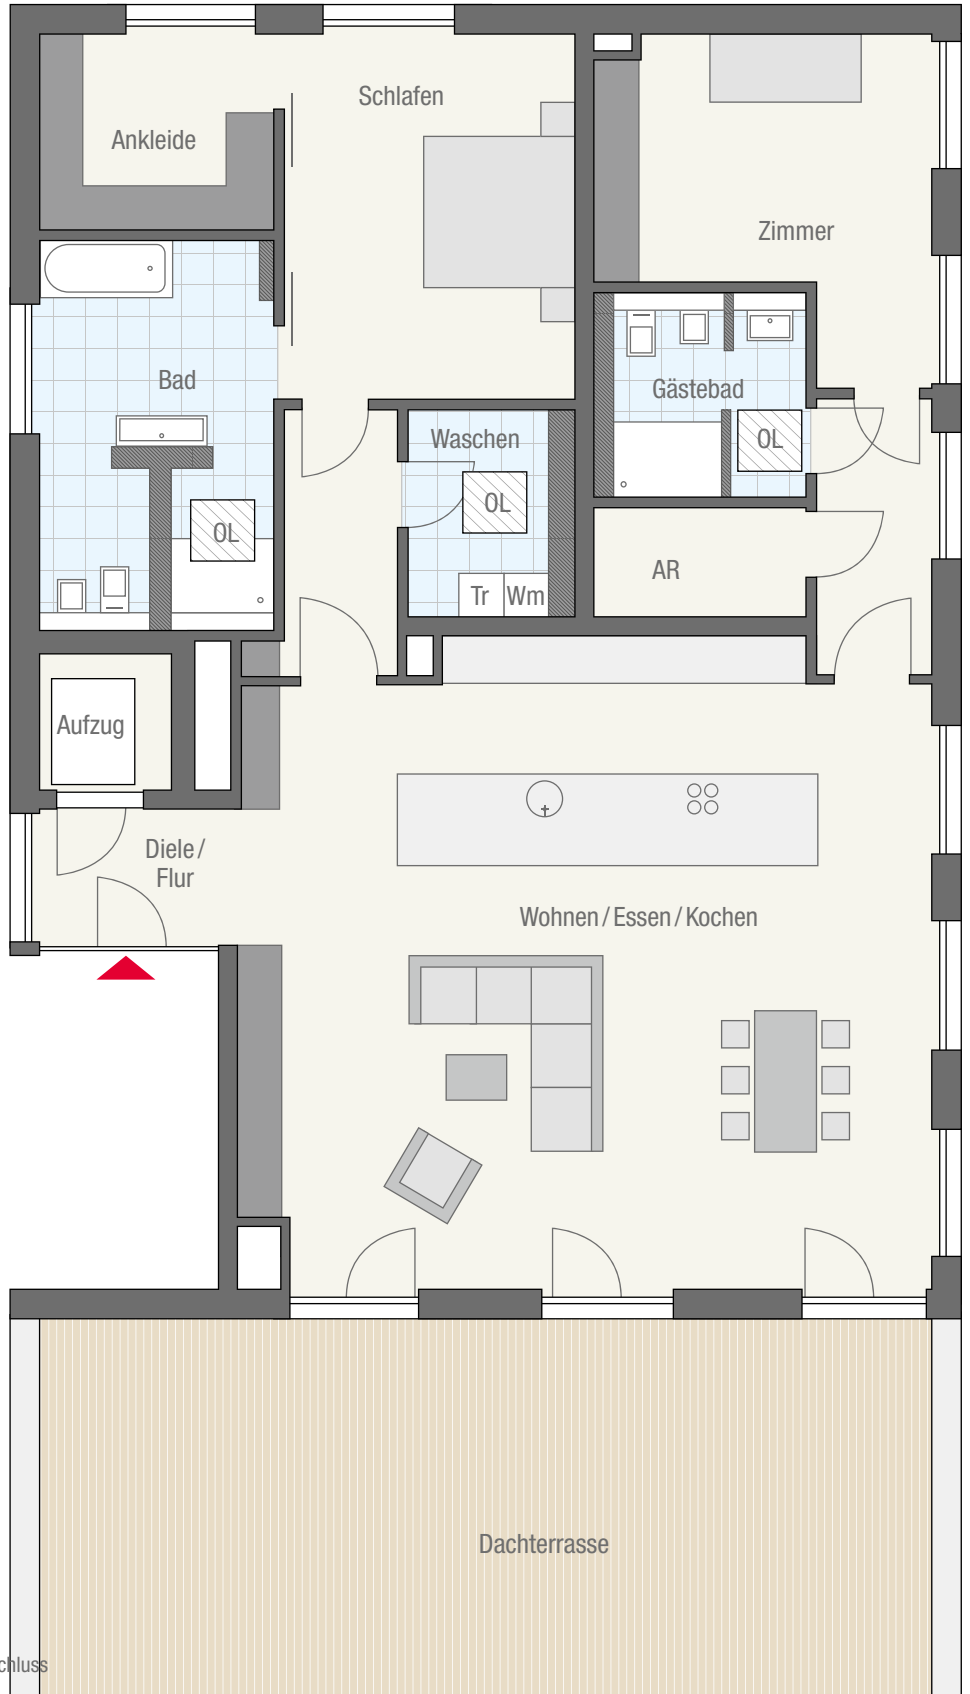 Schlafen
Ankleide
Zimmer
Bad
Gästebad
Waschen
OL
OL
OL
AR
Tr
Wm
Aufzug
Diele /
Flur
Wohnen / Essen / Kochen
Dachterrasse
chluss